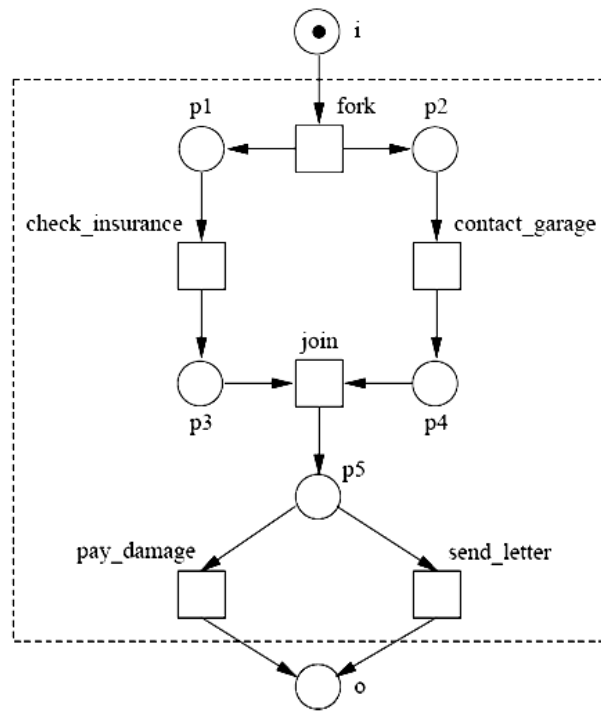 i
p1
fork
p2
check_insurance
contact_garage
join
p3
p4
p5
pay_damage
send_letter
o